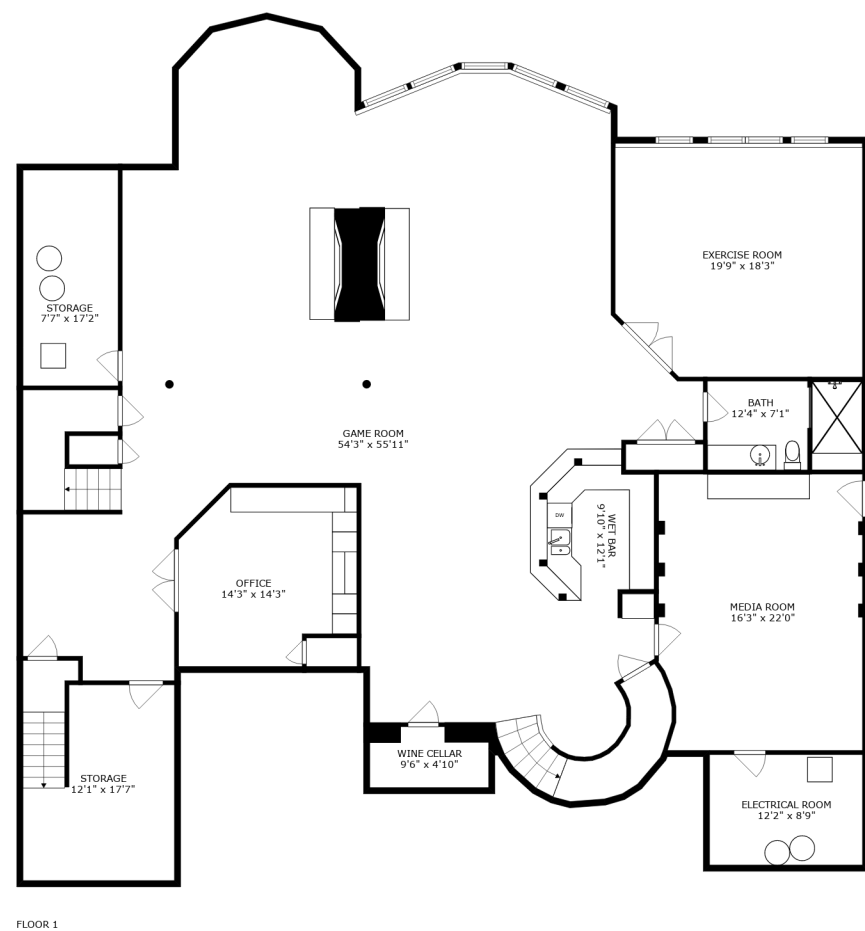 EXERCISE ROOM
19'9" x 18'3"
STORAGE
7'7" x 17'2"
BATH
12'4" x 7'1"
GAME ROOM
54'3" x 55'11"
DW
WET BAR
9'10" x 12'1"
OFFICE
14'3" x 14'3"
MEDIA ROOM
16'3" x 22'0"
WINE CELLAR
9'6" x 4'10"
STORAGE
12'1" x 17'7"
ELECTRICAL ROOM
12'2" x 8'9"
FLOOR 1